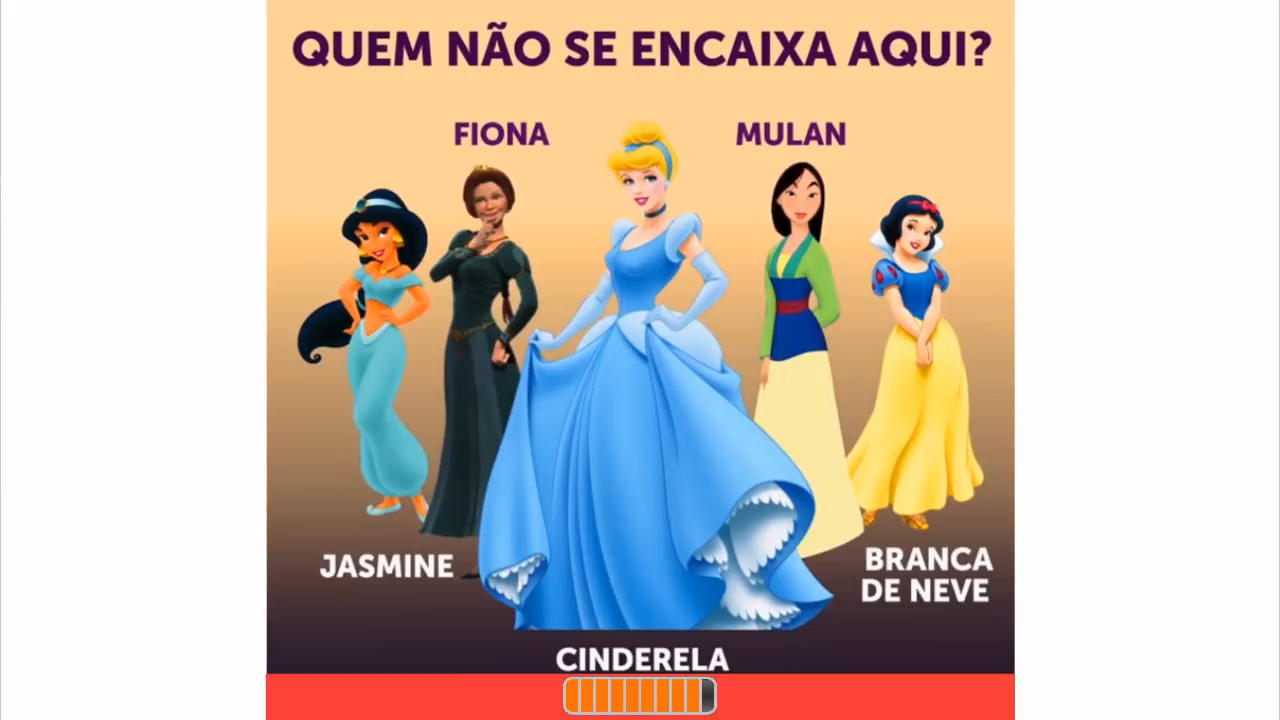 QUEM NÃO SE ENCAIXA AQUI?
FIONA
MULAN
JASMINE
BRANCA
DE NEVE
CINDERELA